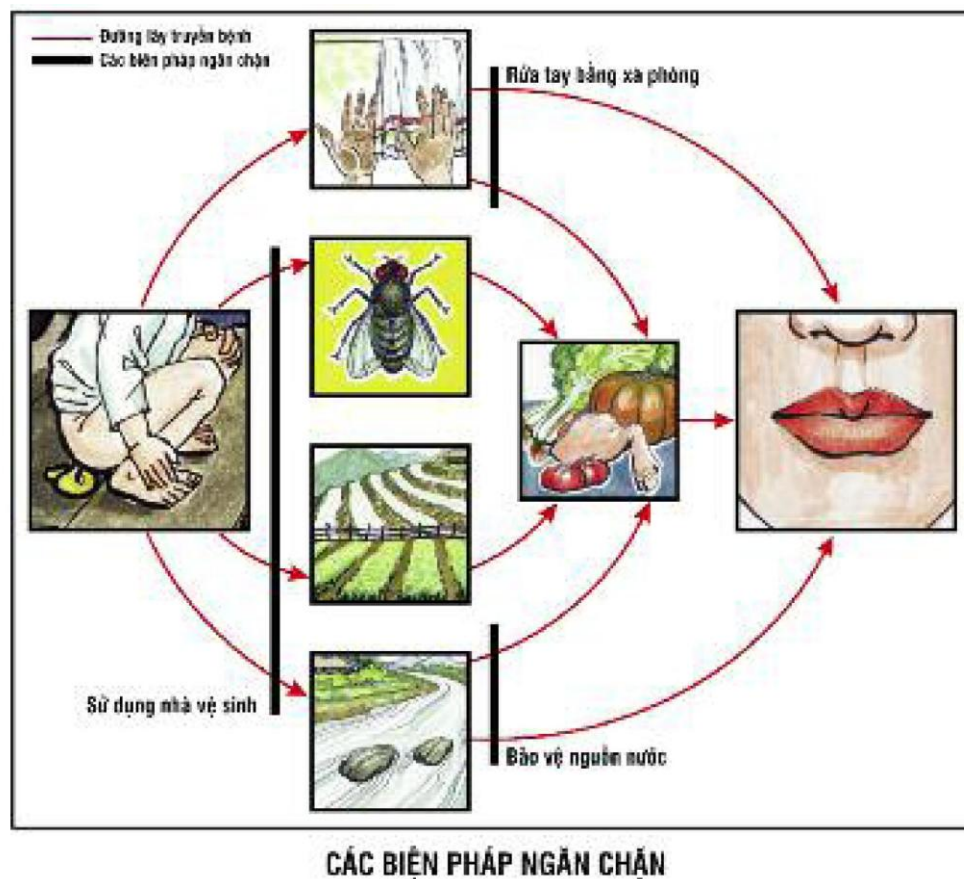 Đường lây truyền bệnh
Các biện pháp ngăn chặn
Rửa tay bằng xà phòng
Sử dụng nhà vệ sinh
Bảo vệ nguồn nước
CÁC BIỆN PHÁP NGĂN CHẶN